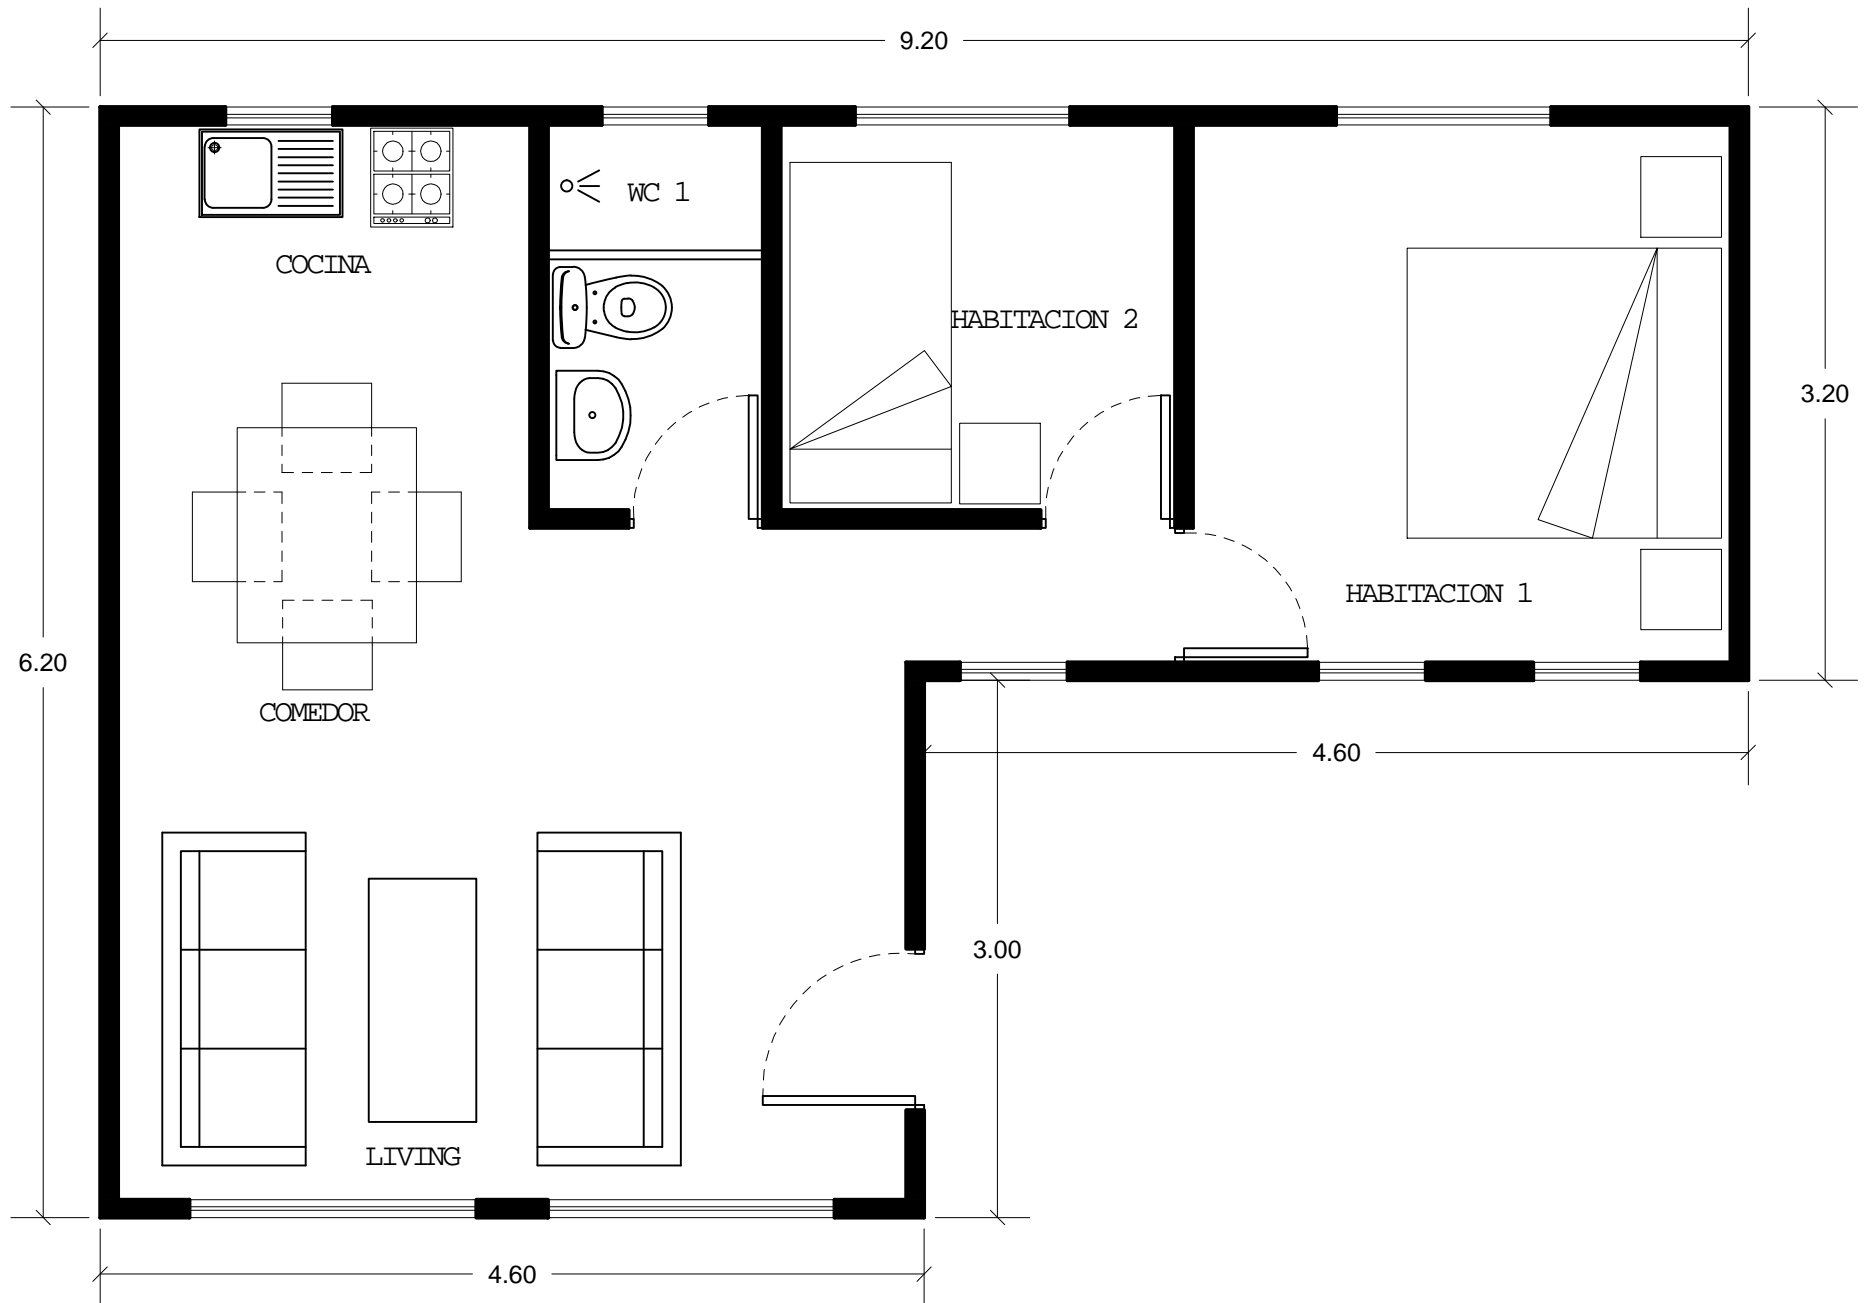 9.20
WC 1
COCINA
HABITACION 2
3.20
HABITACION 1
6.20
COMEDOR
4.60
3.00
LIVING
4.60